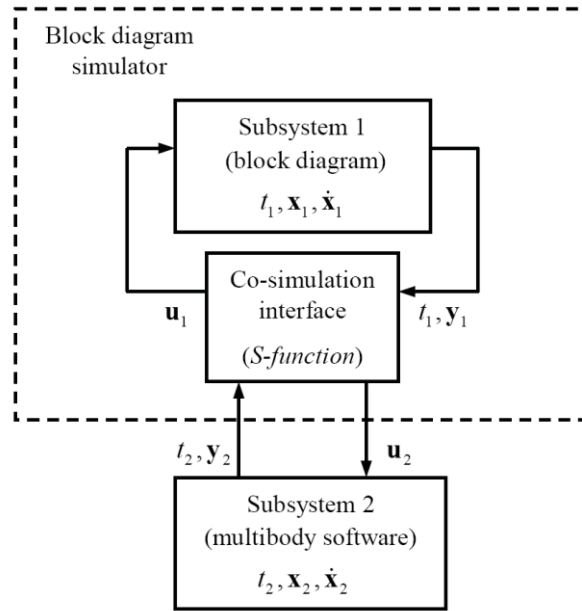 Block diagram
simulator
Subsystem 1
(block diagram)
t₁, x₁, ẋ₁
Co-simulation
interface
(S-function)
u₁
t₁, y₁
t₂, y₂
u₂
Subsystem 2
(multibody software)
t₂, x₂, ẋ₂